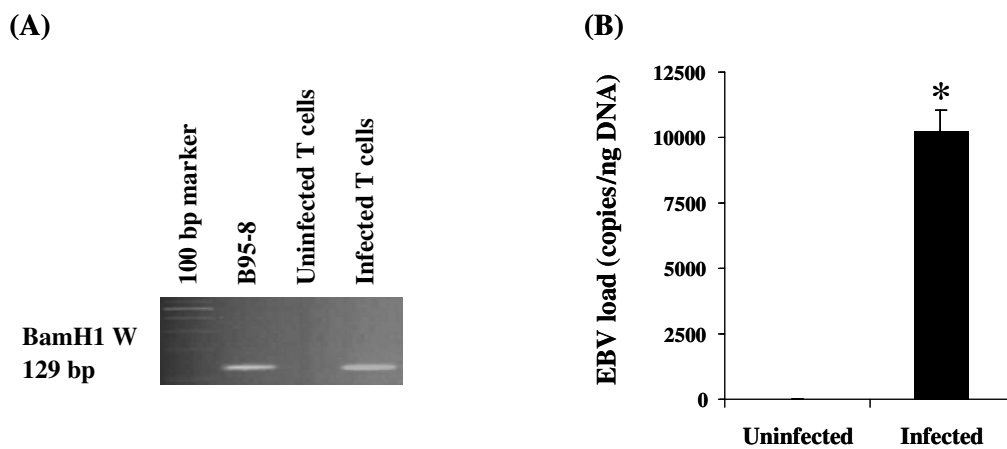 (A)
100 bp marker
B95-8
Uninfected T cells
Infected T cells
BamH1 W
129 bp
(B)
EBV load (copies/ng DNA)
12500
10000
7500
5000
2500
0
*
Uninfected
Infected